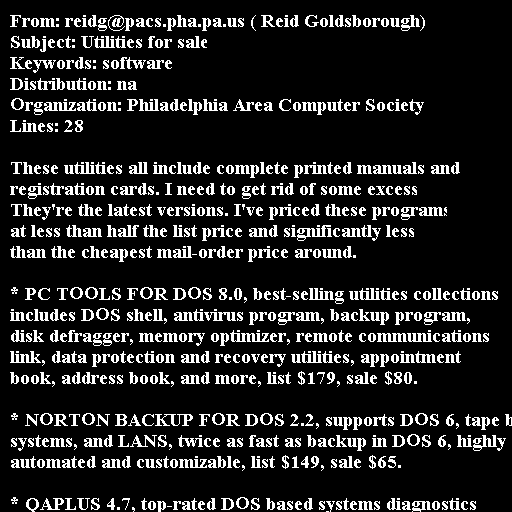 From: reidg@pacs.pha.pa.us ( Reid Goldsborough)
Subject: Utilities for sale
Keywords: software
Distribution: na
Organization: Philadelphia Area Computer Society
Lines: 28
These utilities all include complete printed manuals and
registration cards. I need to get rid of some excess
They're the latest versions. I've priced these programs
at less than half the list price and significantly less
than the cheapest mail-order price around.
* PC TOOLS FOR DOS 8.0, best-selling utilities collections
includes DOS shell, antivirus program, backup program,
disk defragger, memory optimizer, remote communications
link, data protection and recovery utilities, appointment
book, address book, and more, list $179, sale $80.
* NORTON BACKUP FOR DOS 2.2, supports DOS 6, tape
systems, and LANS, twice as fast as backup in DOS 6, highly
automated and customizable, list $149, sale $65.
* QAPLUS 4.7, top-rated DOS based systems diagnostics